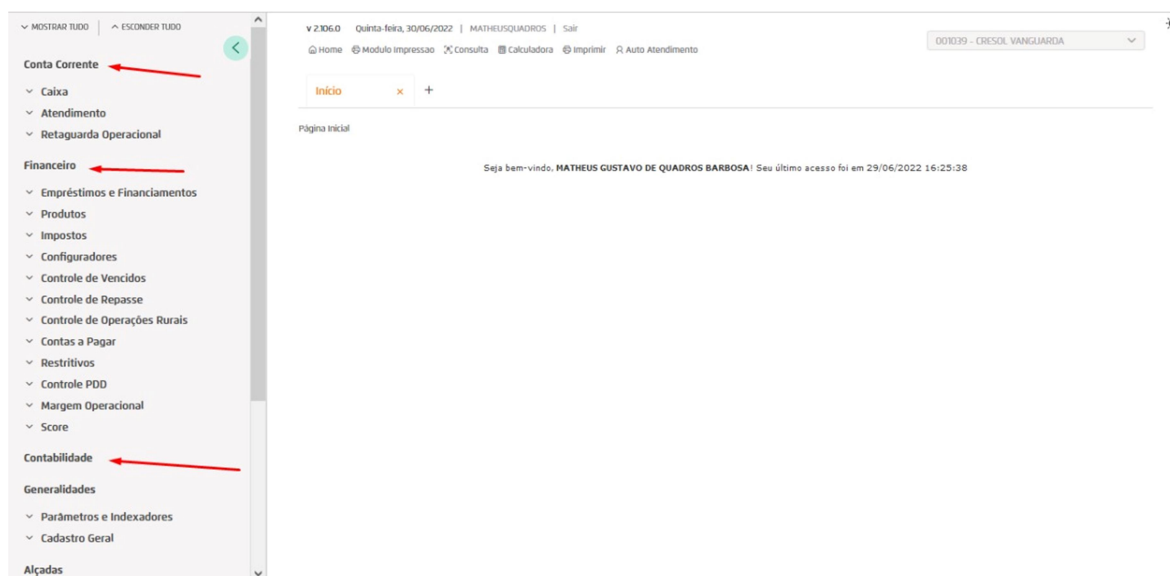 MOSTRAR TUDO | ESCONDER TUDO
Conta Corrente
Caixa
Atendimento
Retaguarda Operacional
Financeiro
Empréstimos e Financiamentos
Produtos
Impostos
Configuradores
Controle de Vencidos
Controle de Repasse
Controle de Operações Rurais
Contas a Pagar
Restritivos
Controle PDD
Margem Operacional
Score
Contabilidade
Generalidades
Parâmetros e Indexadores
Cadastro Geral
Alçadas
v 2.106.0 Quinta-feira, 30/06/2022 | MATHEUSQUADROS | Sair
Home Modulo Impressao Consulta Calculadora Imprimir Auto Atendimento
001039 - CRESOL VANGUARDA
Início × +
Página Inicial
Seja bem-vindo, MATHEUS GUSTAVO DE QUADROS BARBOSA! Seu último acesso foi em 29/06/2022 16:25:38